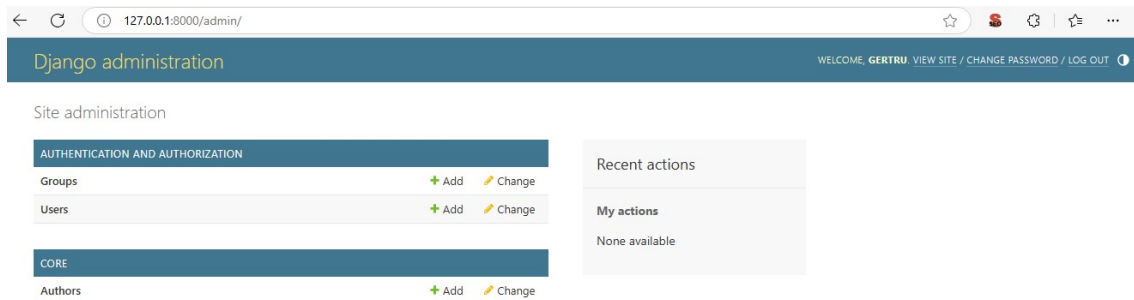 127.0.0.1:8000/admin/
Django administration
WELCOME, GERTRU. VIEW SITE / CHANGE PASSWORD / LOG OUT
Site administration
AUTHENTICATION AND AUTHORIZATION
Groups Add Change
Users Add Change
CORE
Authors Add Change
Recent actions
My actions
None available